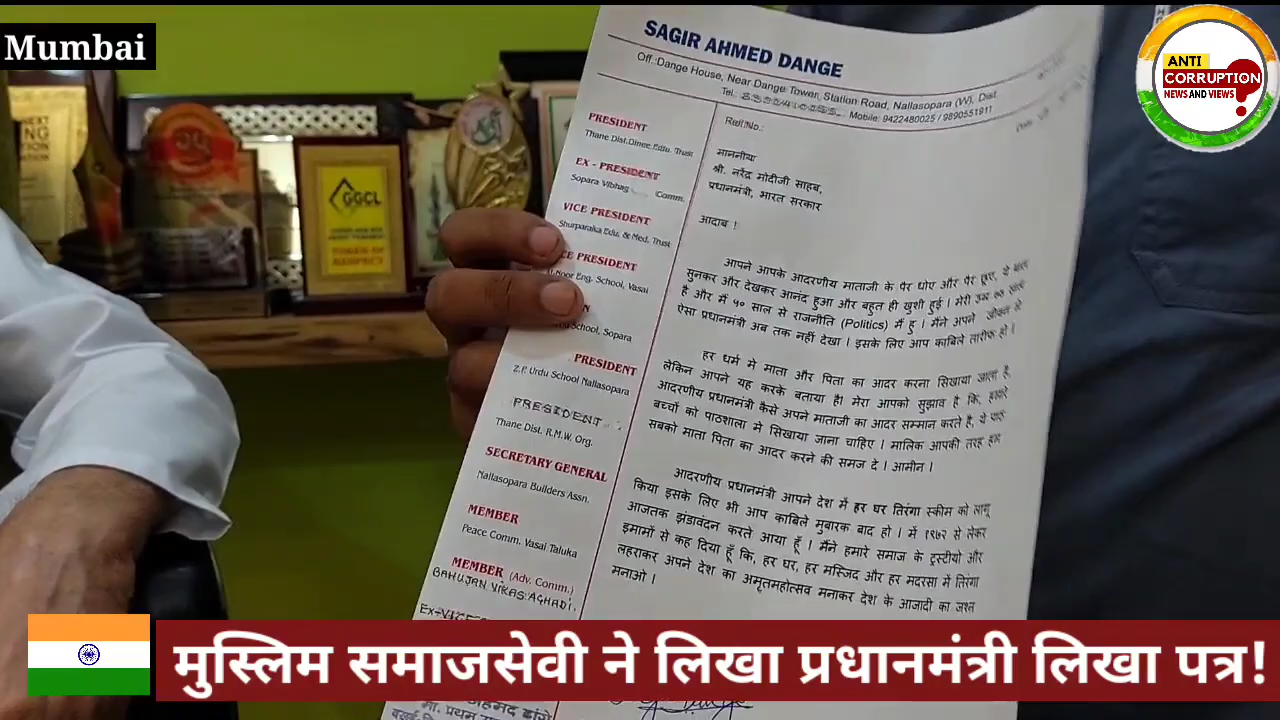 Mumbai
ANTI
CORRUPTION
NEWS AND VIEWS
GGCL
SAGIR AHMED DANGE
Off.:Dange House, Near Dange Tower, Station Road, Nallasopara (W), Dist.
Tel.: Mobile: 9422480025 / 9890551911
Ref.No.:
PRESIDENT
Thane Dist.Dinee Edu. Trust
EX - PRESIDENT
Sopara Vibhag Comm.
VICE PRESIDENT
Shurparaka Edu. & Med. Trust
PRESIDENT
Noor Eng. School, Vasai
School, Sopara
PRESIDENT
Z.P. Urdu School Nallasopara
PRESIDENT
Thane Dist. R.M.W. Org.
SECRETARY GENERAL
Nallasopara Builders Assn.
MEMBER
Peace Comm. Vasai Taluka
MEMBER (Adv. Comm.)
BAHUJAN VIKAS AGHADI.
माननीया
श्री. नरेंद्र मोदीजी साहब,
प्रधानमंत्री, भारत सरकार
आदाब !
आपने आपके आदरणीय माताजी के पैर धोए और पैर छूए, ये
सुनकर और देखकर आनंद हुआ और बहुत ही खुशी हुई । मेरी उम्र
है और मैं ५० साल से राजनीति (Politics) में हू । मैंने अपने
ऐसा प्रधानमंत्री अब तक नहीं देखा । इसके लिए आप काबिले तारीफ हो ।
हर धर्म मे माता और पिता का आदर करना सिखाया जाता है,
लेकिन आपने यह करके बताया है। मेरा आपको सुझाव है कि, हमारे
आदरणीय प्रधानमंत्री कैसे अपने माताजी का आदर सम्मान करते है, ये पाठ
बच्चों को पाठशाला मे सिखाया जाना चाहिए । मालिक आपकी तरह हम
सबको माता पिता का आदर करने की समज दे । आमीन ।
आदरणीय प्रधानमंत्री आपने देश में हर घर तिरंगा स्कीम को लागू
किया इसके लिए भी आप काबिले मुबारक बाद हो । में १९७२ से लेकर
आजतक झंडावंदन करते आया हूँ । मैंने हमारे समाज के ट्रस्टीयो और
इमामों से कह दिया हूँ कि, हर घर, हर मस्जिद और हर मदरसा में तिरंगा
लहराकर अपने देश का अमृतमहोत्सव मनाकर देश के आजादी का जश्न
मनाओ ।
मुस्लिम समाजसेवी ने लिखा प्रधानमंत्री लिखा पत्र!